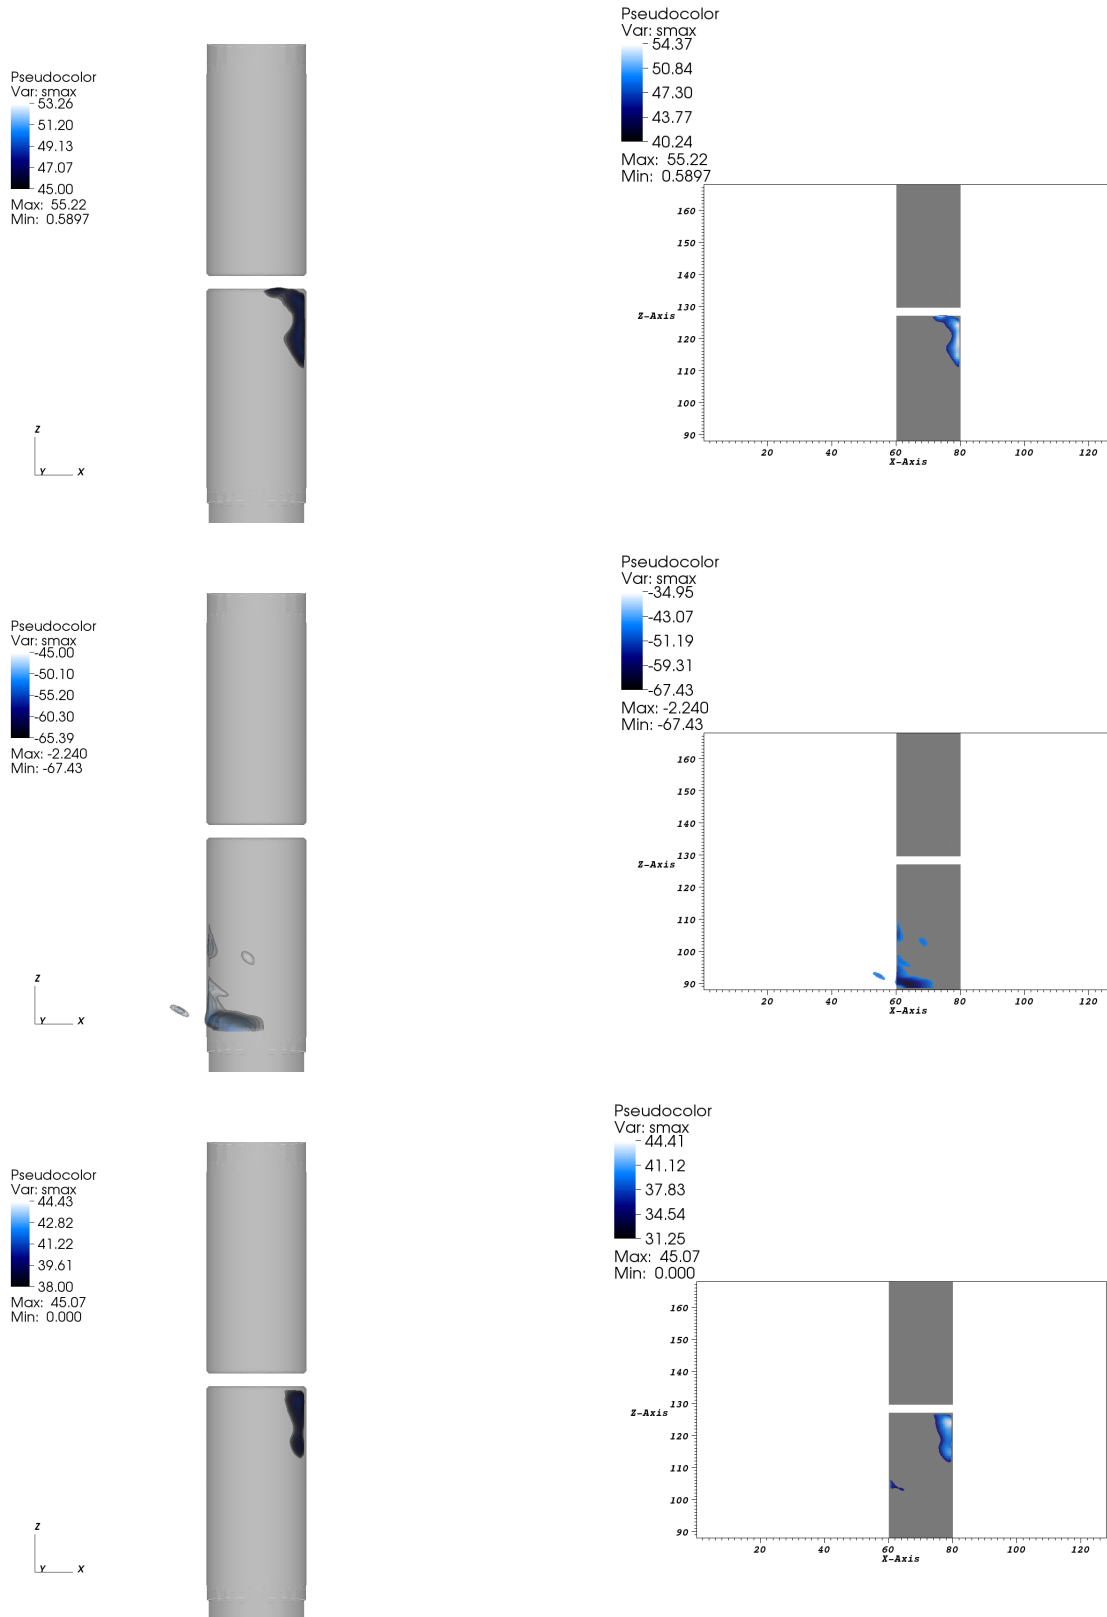 Pseudocolor
Var: smax
53.26
51.20
49.13
47.07
45.00
Max: 55.22
Min: 0.5897
Z
Y X
Pseudocolor
Var: smax
54.37
50.84
47.30
43.77
40.24
Max: 55.22
Min: 0.5897
160
150
140
130
Z-Axis
120
110
100
90
20 40 60 80 100 120
X-Axis
Pseudocolor
Var: smax
-45.00
-50.10
-55.20
-60.30
-65.39
Max: -2.240
Min: -67.43
Z
Y X
Pseudocolor
Var: smax
-34.95
-43.07
-51.19
-59.31
-67.43
Max: -2.240
Min: -67.43
160
150
140
130
Z-Axis
120
110
100
90
20 40 60 80 100 120
X-Axis
Pseudocolor
Var: smax
44.43
42.82
41.22
39.61
38.00
Max: 45.07
Min: 0.000
Z
Y X
Pseudocolor
Var: smax
44.41
41.12
37.83
34.54
31.25
Max: 45.07
Min: 0.000
160
150
140
130
Z-Axis
120
110
100
90
20 40 60 80 100 120
X-Axis